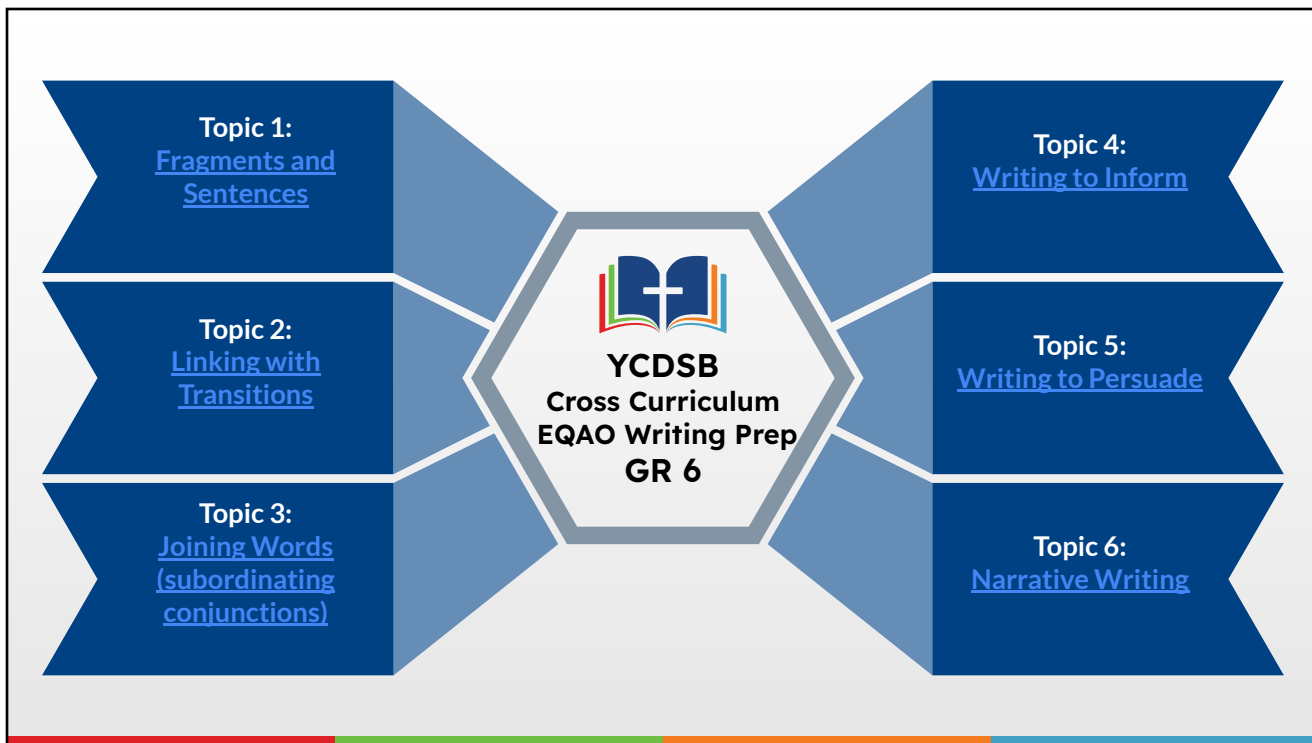 Topic 1:
Fragments and
Sentences
Topic 2:
Linking with
Transitions
Topic 3:
Joining Words
(subordinating
conjunctions)
YCDSB
Cross Curriculum
EQAO Writing Prep
GR 6
Topic 4:
Writing to Inform
Topic 5:
Writing to Persuade
Topic 6:
Narrative Writing